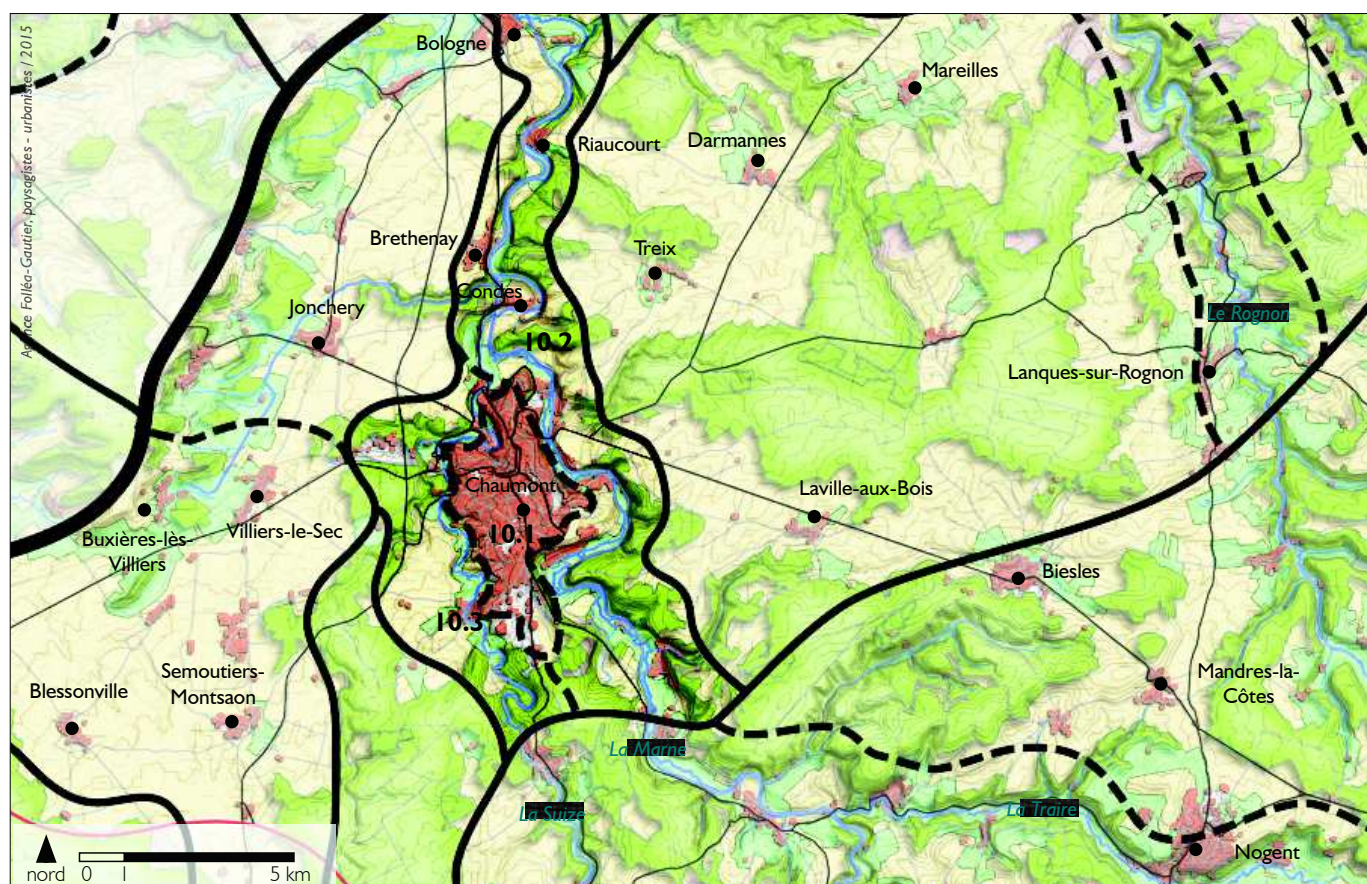 Agence Folléa-Gautier, paysagistes - urbanistes / 2015
Bologne
Mareilles
Riaucourt
Darmannes
Brethenay
Treix
Condes
Jonchery
Le Rognon
10.2
Lanques-sur-Rognon
Chaumont
Laville-aux-Bois
Buxières-lès-
Villiers
Villiers-le-Sec
10.1
Biesles
10.3
Semoutiers-
Montsaon
Blessonville
Mandres-la-
Côtes
La Marne
La Suize
La Traire
Nogent
nord
0 1 5 km